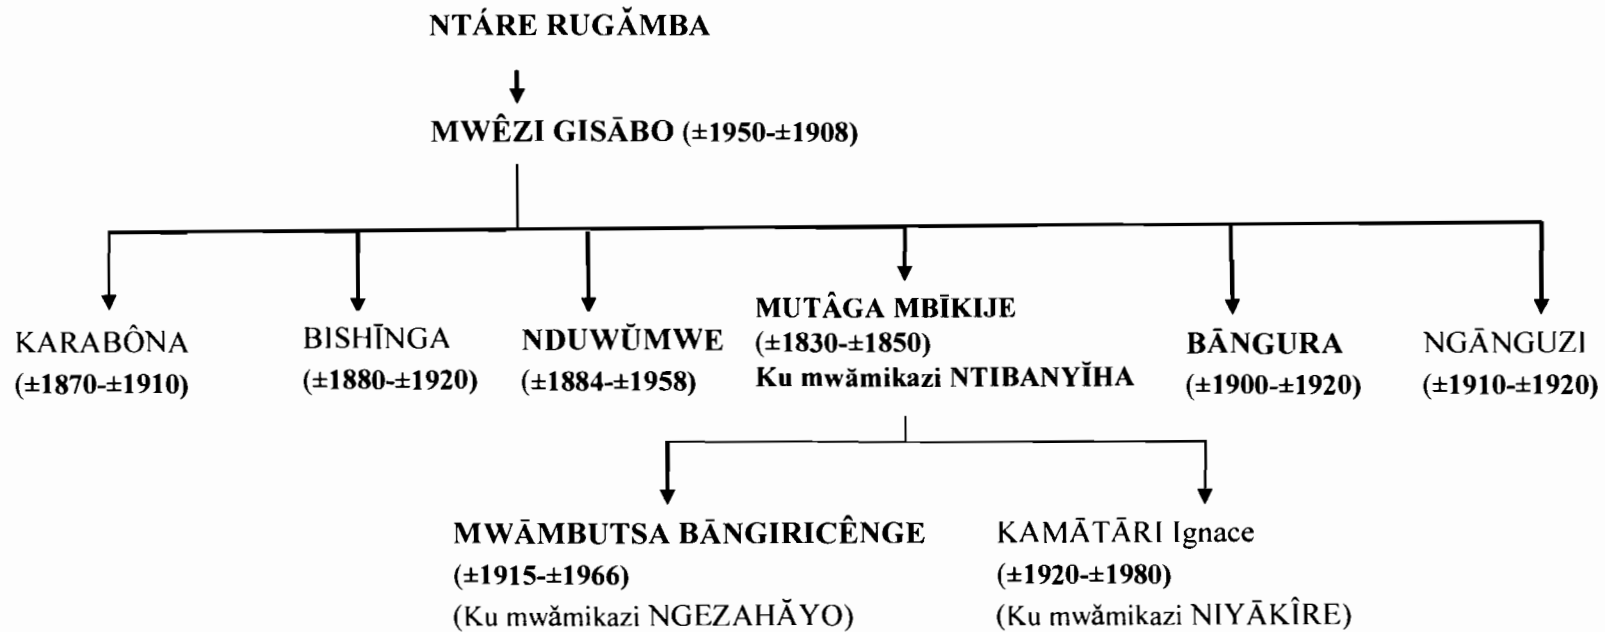 NTÁRE RUGĂMBA
MWÊZI GISĀBO (±1950-±1908)
KARABÔNA
(±1870-±1910)
BISHĪNGA
(±1880-±1920)
NDUWŬMWE
(±1884-±1958)
MUTÂGA MBĪKIJE
(±1830-±1850)
Ku mwămikazi NTIBANYĬHA
BĀNGURA
(±1900-±1920)
NGĀNGUZI
(±1910-±1920)
MWĀMBUTSA BĀNGIRICÊNGE
(±1915-±1966)
(Ku mwămikazi NGEZAHĂYO)
KAMĀTĀRI Ignace
(±1920-±1980)
(Ku mwămikazi NIYĀKÎRE)